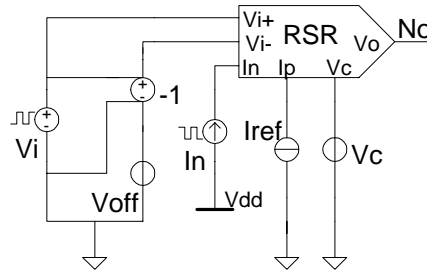 Vi+ RSR Vo No
Vi-
In Ip Vc
+
-
-1
+
-
Vi
Voff
In
Iref
Vc
Vdd